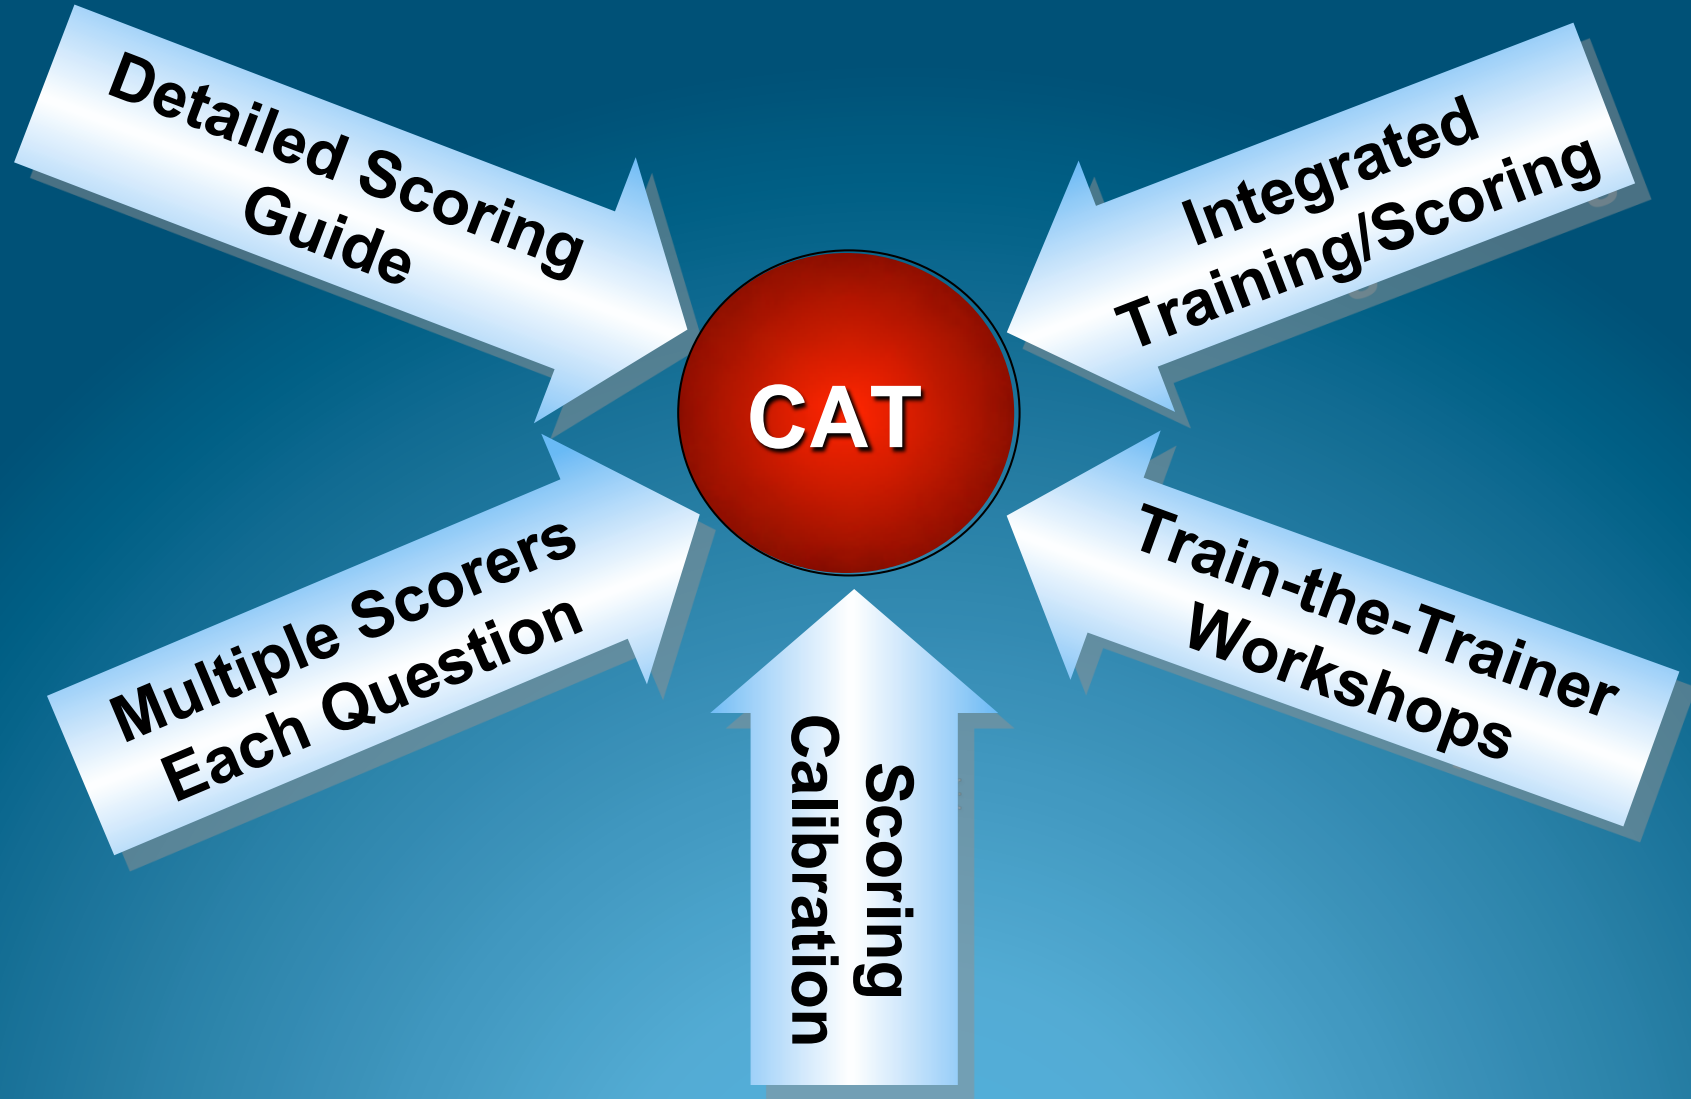 Detailed Scoring
Guide
Integrated
Training/Scoring
CAT
Multiple Scorers
Each Question
Train-the-Trainer
Workshops
Scoring
Calibration